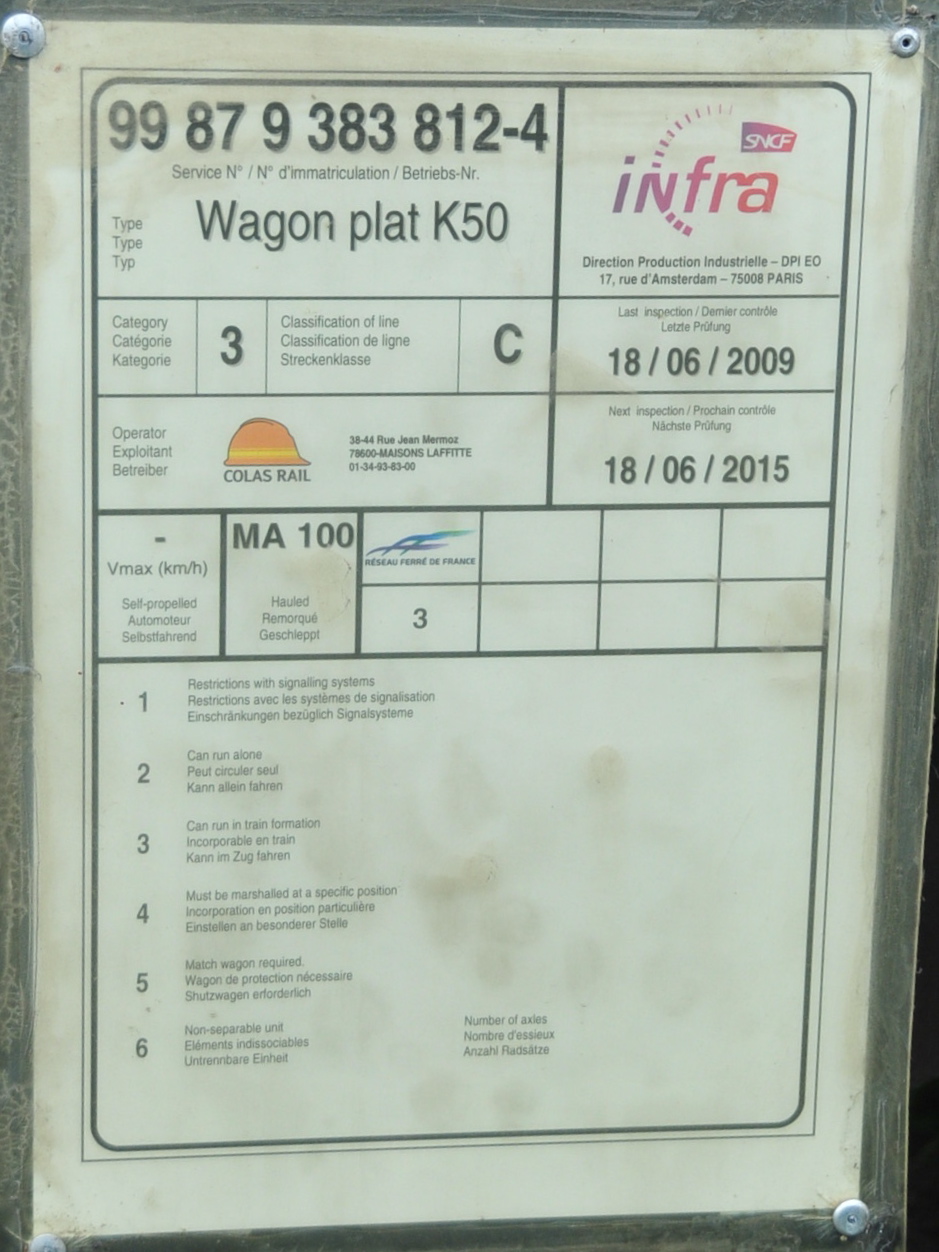 99 87 9 383 812-4
Service N° / N° d'immatriculation / Betriebs-Nr.
Type
Type
Typ
Wagon plat K50
SNCF
infra
Direction Production Industrielle – DPI EO
17, rue d'Amsterdam – 75008 PARIS
Category
Catégorie
Kategorie
3
Classification of line
Classification de ligne
Streckenklasse
C
Last inspection / Dernier contrôle
Letzte Prüfung
18 / 06 / 2009
Operator
Exploitant
Betreiber
COLAS RAIL
38-44 Rue Jean Mermoz
78600-MAISONS LAFFITTE
01-34-93-83-00
Next inspection / Prochain contrôle
Nächste Prüfung
18 / 06 / 2015
-
Vmax (km/h)
Self-propelled
Automoteur
Selbstfahrend
MA 100
Hauled
Remorqué
Geschleppt
RÉSEAU FERRÉ DE FRANCE
3
1
Restrictions with signalling systems
Restrictions avec les systèmes de signalisation
Einschränkungen bezüglich Signalsysteme
2
Can run alone
Peut circuler seul
Kann allein fahren
3
Can run in train formation
Incorporable en train
Kann im Zug fahren
4
Must be marshalled at a specific position
Incorporation en position particulière
Einstellen an besonderer Stelle
5
Match wagon required.
Wagon de protection nécessaire
Shutzwagen erforderlich
6
Non-separable unit
Eléments indissociables
Untrennbare Einheit
Number of axles
Nombre d'essieux
Anzahl Radsätze